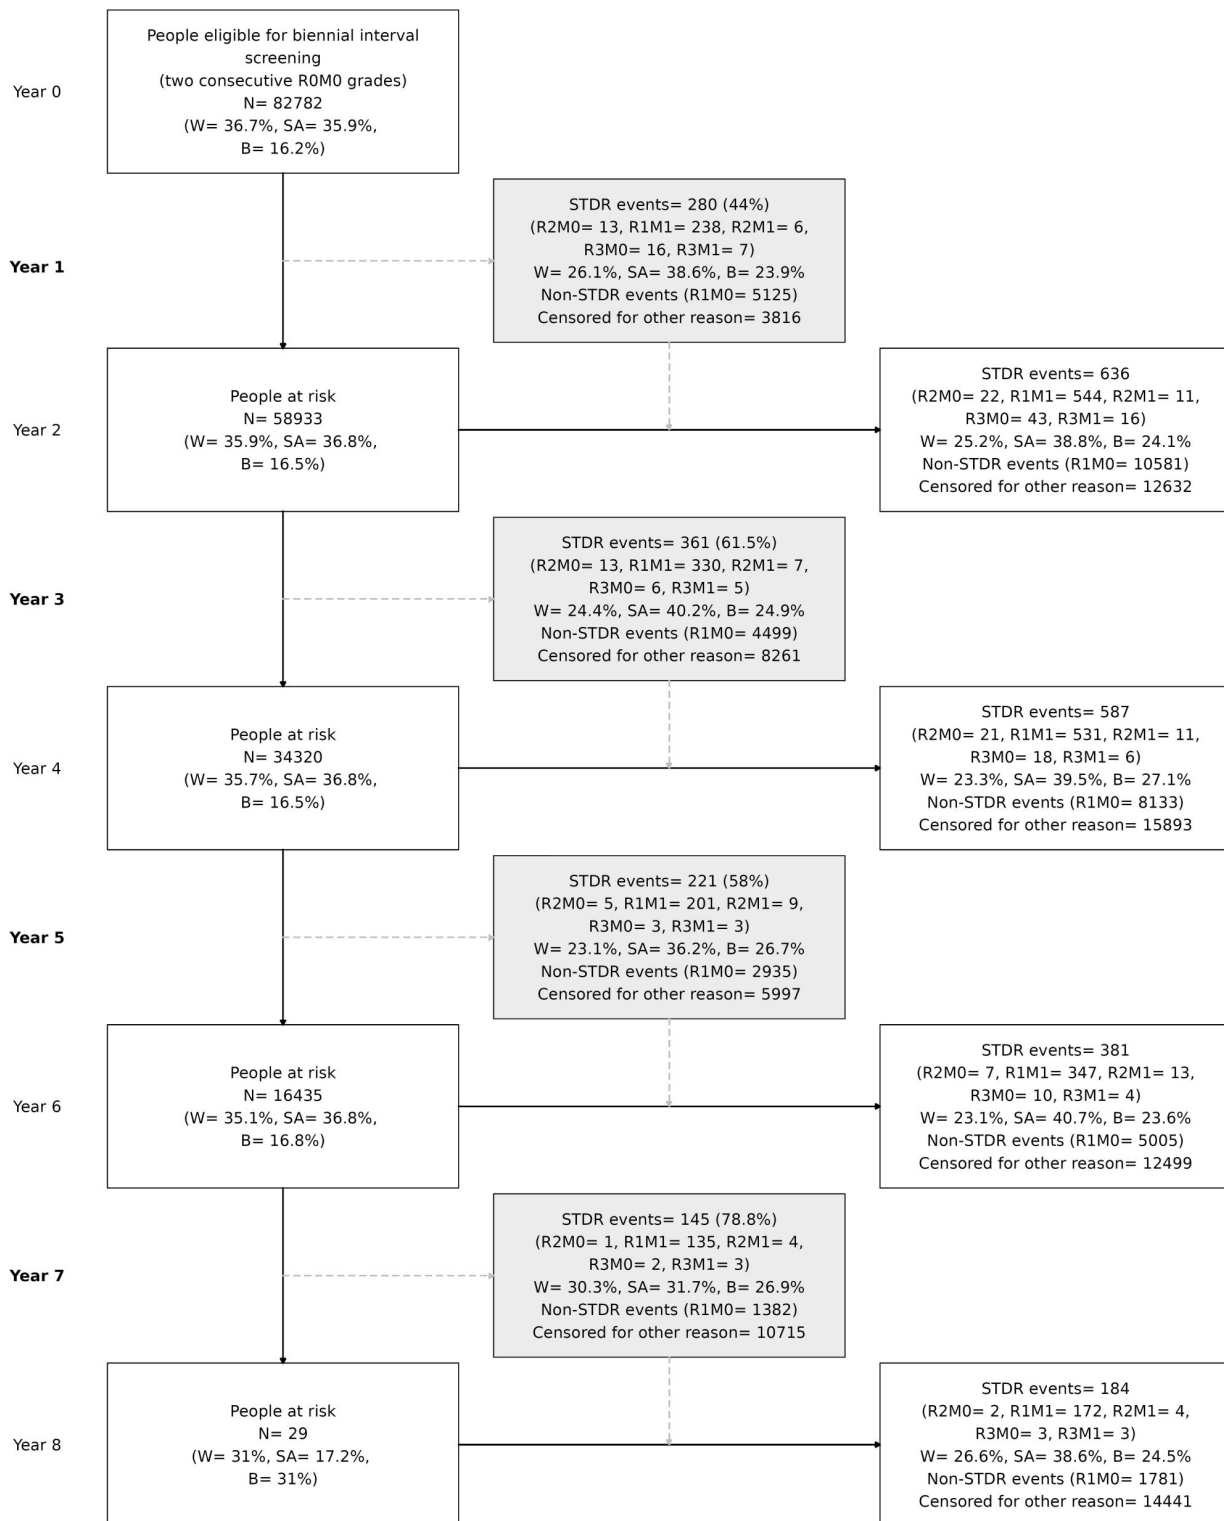 People eligible for biennial interval
screening
(two consecutive R0M0 grades)
Year 0
N= 82782
(W= 36.7%, SA= 35.9%,
B= 16.2%)
Year 1
STDR events= 280 (44%)
(R2M0= 13, R1M1= 238, R2M1= 6,
R3M0= 16, R3M1= 7)
W= 26.1%, SA= 38.6%, B= 23.9%
Non-STDR events (R1M0= 5125)
Censored for other reason= 3816
Year 2
People at risk
N= 58933
(W= 35.9%, SA= 36.8%,
B= 16.5%)
STDR events= 636
(R2M0= 22, R1M1= 544, R2M1= 11,
R3M0= 43, R3M1= 16)
W= 25.2%, SA= 38.8%, B= 24.1%
Non-STDR events (R1M0= 10581)
Censored for other reason= 12632
Year 3
STDR events= 361 (61.5%)
(R2M0= 13, R1M1= 330, R2M1= 7,
R3M0= 6, R3M1= 5)
W= 24.4%, SA= 40.2%, B= 24.9%
Non-STDR events (R1M0= 4499)
Censored for other reason= 8261
Year 4
People at risk
N= 34320
(W= 35.7%, SA= 36.8%,
B= 16.5%)
STDR events= 587
(R2M0= 21, R1M1= 531, R2M1= 11,
R3M0= 18, R3M1= 6)
W= 23.3%, SA= 39.5%, B= 27.1%
Non-STDR events (R1M0= 8133)
Censored for other reason= 15893
Year 5
STDR events= 221 (58%)
(R2M0= 5, R1M1= 201, R2M1= 9,
R3M0= 3, R3M1= 3)
W= 23.1%, SA= 36.2%, B= 26.7%
Non-STDR events (R1M0= 2935)
Censored for other reason= 5997
Year 6
People at risk
N= 16435
(W= 35.1%, SA= 36.8%,
B= 16.8%)
STDR events= 381
(R2M0= 7, R1M1= 347, R2M1= 13,
R3M0= 10, R3M1= 4)
W= 23.1%, SA= 40.7%, B= 23.6%
Non-STDR events (R1M0= 5005)
Censored for other reason= 12499
Year 7
STDR events= 145 (78.8%)
(R2M0= 1, R1M1= 135, R2M1= 4,
R3M0= 2, R3M1= 3)
W= 30.3%, SA= 31.7%, B= 26.9%
Non-STDR events (R1M0= 1382)
Censored for other reason= 10715
Year 8
People at risk
N= 29
(W= 31%, SA= 17.2%,
B= 31%)
STDR events= 184
(R2M0= 2, R1M1= 172, R2M1= 4,
R3M0= 3, R3M1= 3)
W= 26.6%, SA= 38.6%, B= 24.5%
Non-STDR events (R1M0= 1781)
Censored for other reason= 14441